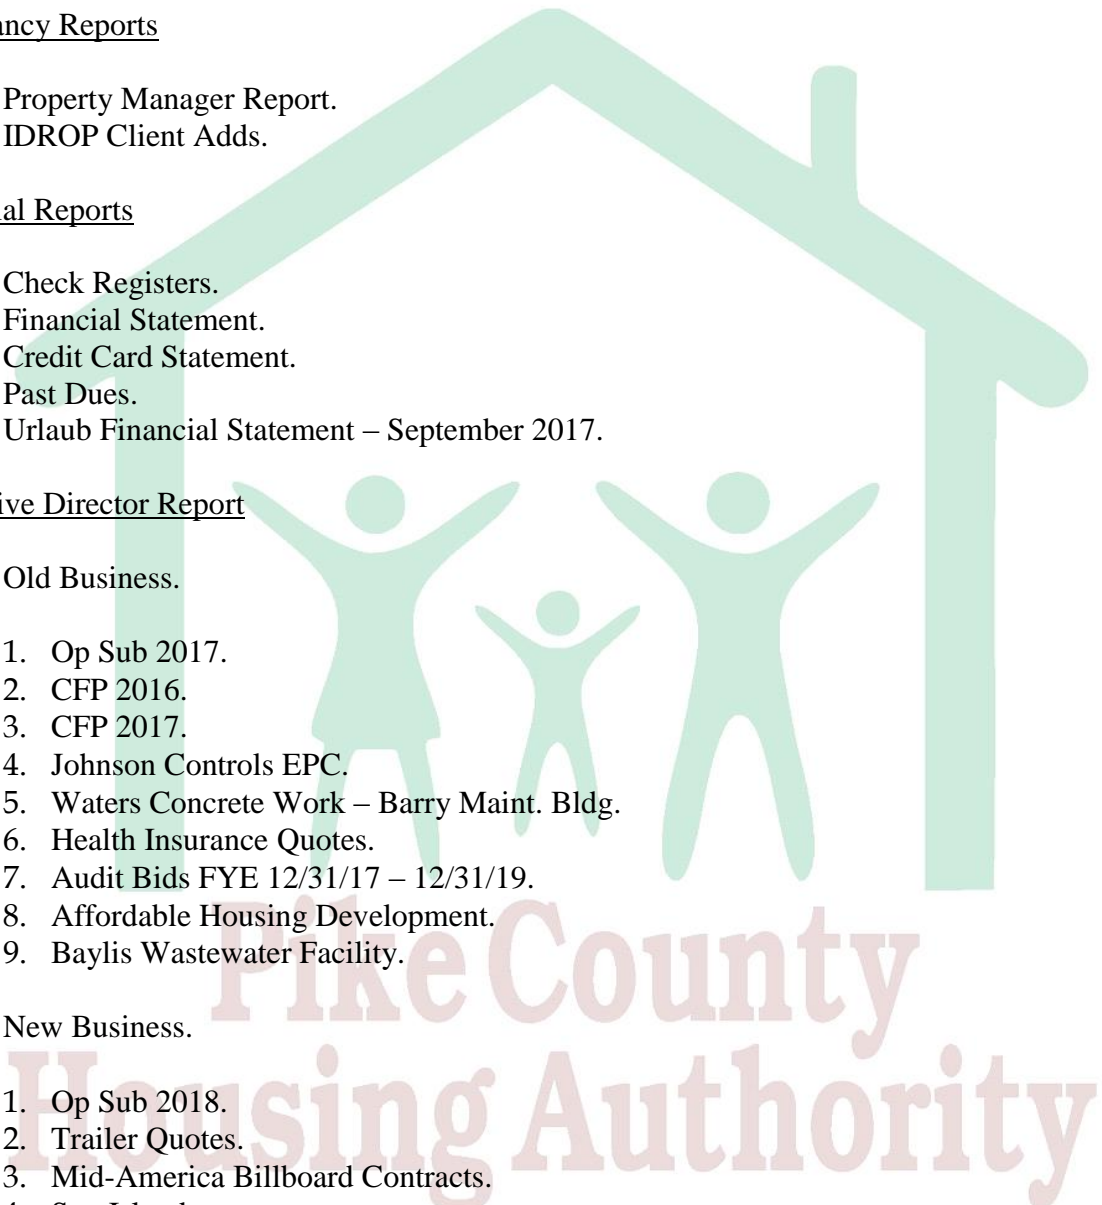 ancy Reports
Property Manager Report.
IDROP Client Adds.
al Reports
Check Registers.
Financial Statement.
Credit Card Statement.
Past Dues.
Urlaub Financial Statement – September 2017.
ive Director Report
Old Business.
1. Op Sub 2017.
2. CFP 2016.
3. CFP 2017.
4. Johnson Controls EPC.
5. Waters Concrete Work – Barry Maint. Bldg.
6. Health Insurance Quotes.
7. Audit Bids FYE 12/31/17 – 12/31/19.
8. Affordable Housing Development.
9. Baylis Wastewater Facility.
Pike County
New Business.
Housing Authority
1. Op Sub 2018.
2. Trailer Quotes.
3. Mid-America Billboard Contracts.